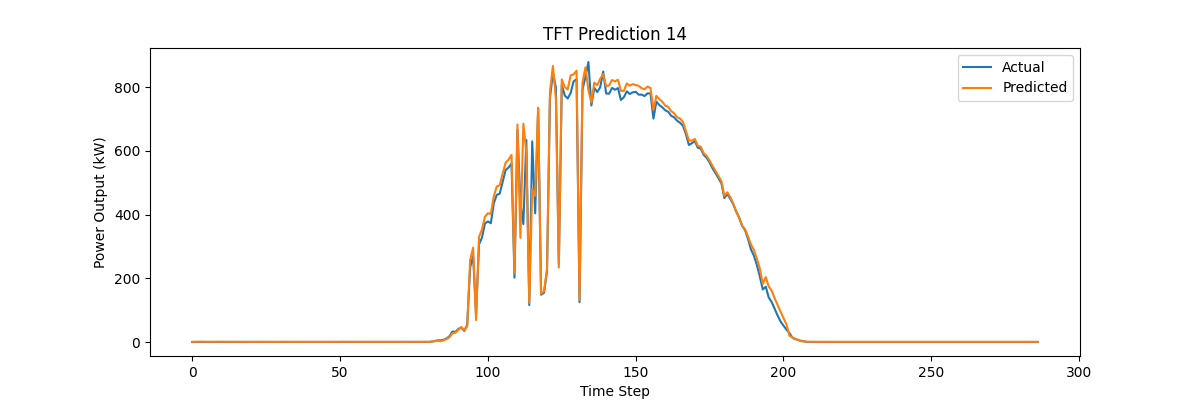 TFT Prediction 14
Actual
Predicted
Power Output (kW)
800
600
400
200
0
0 50 100 150 200 250 300
Time Step